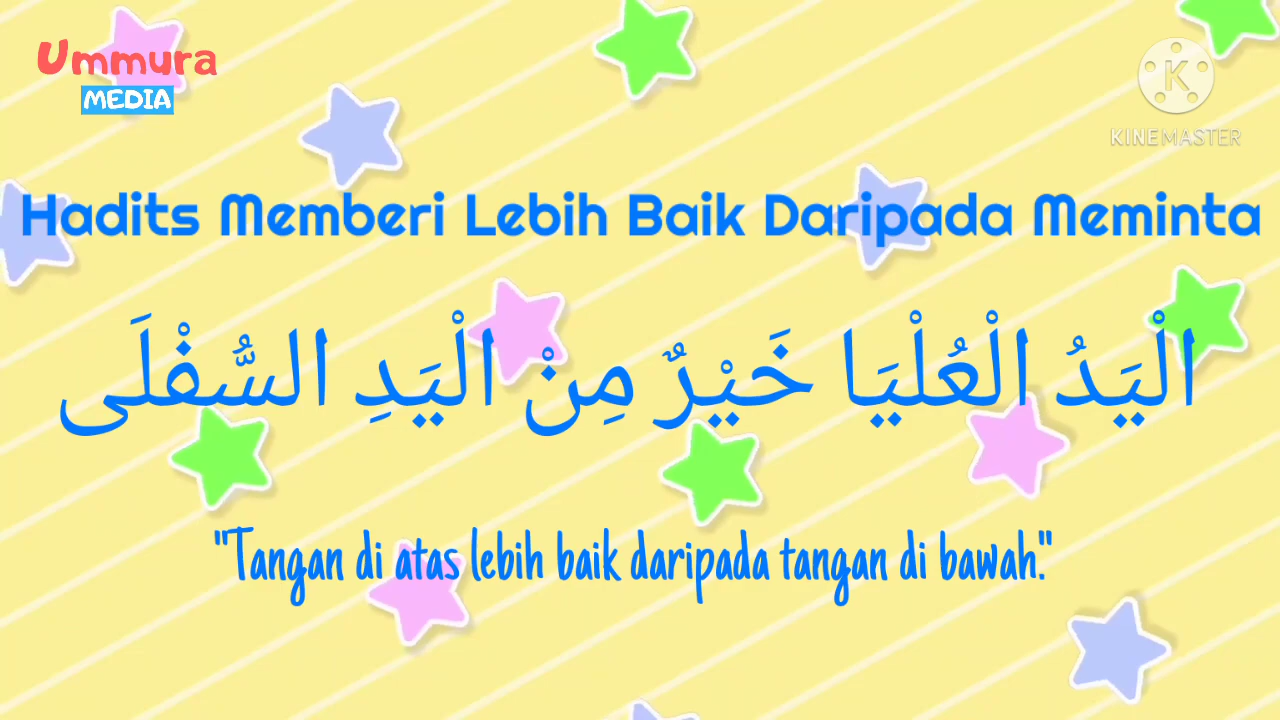 Ummura
MEDIA
K
KINEMASTER
Hadits Memberi Lebih Baik Daripada Meminta
الْيَدُ الْعُلْيَا خَيْرٌ مِنْ الْيَدِ السُّفْلَى
"Tangan di atas lebih baik daripada tangan di bawah."